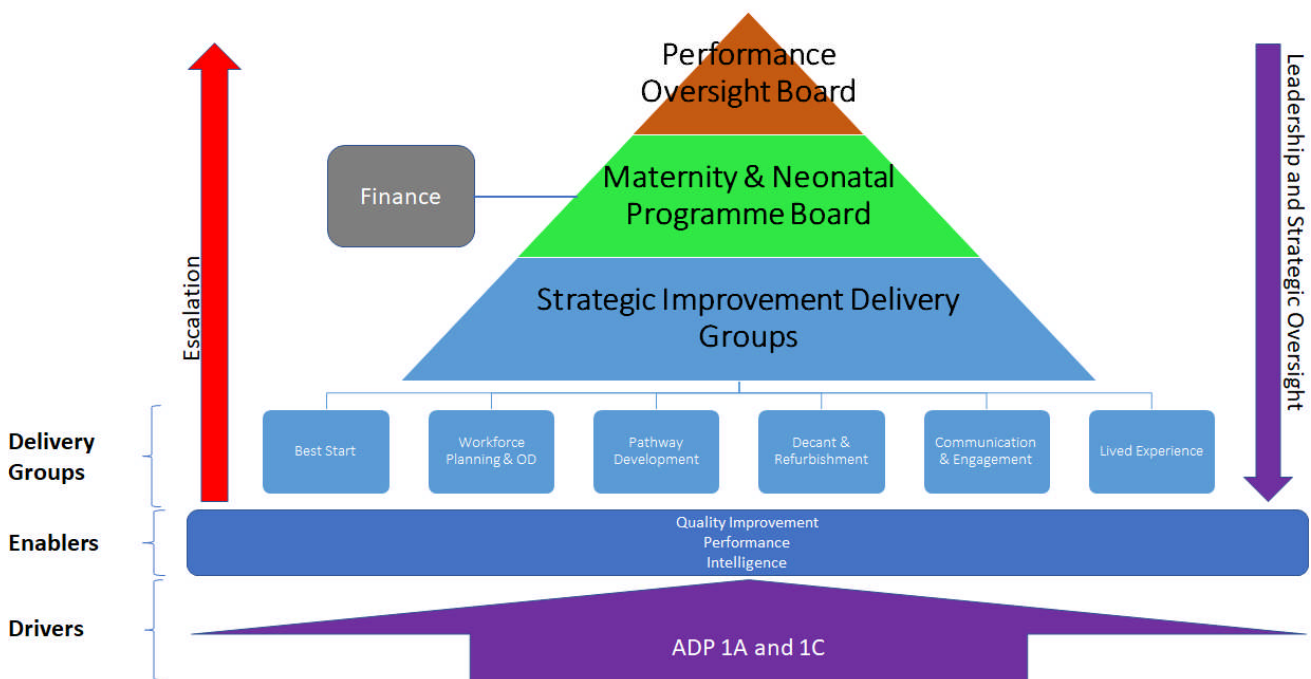 Performance
Oversight Board
Maternity & Neonatal
Programme Board
Finance
Strategic Improvement Delivery
Groups
Escalation
Leadership and Strategic Oversight
Delivery
Groups
Best Start
Workforce
Planning & OD
Pathway
Development
Decant &
Refurbishment
Communication
& Engagement
Lived Experience
Enablers
Quality Improvement
Performance
Intelligence
Drivers
ADP 1A and 1C